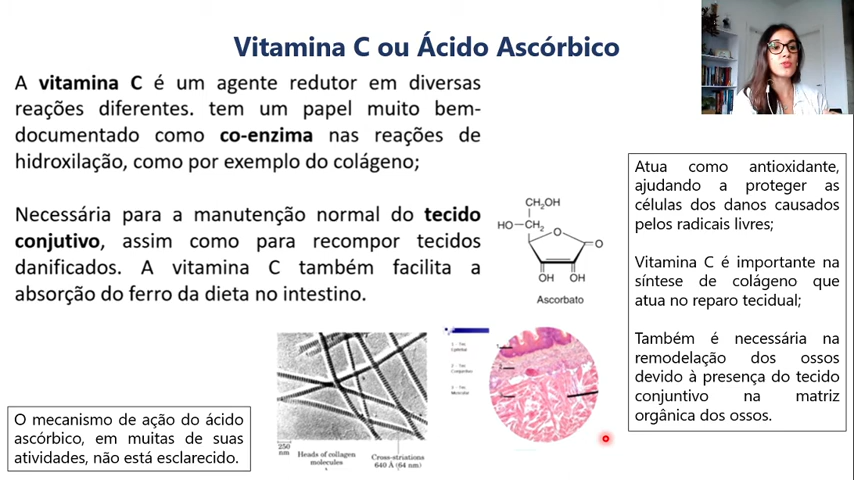 Vitamina C ou Ácido Ascórbico
A vitamina C é um agente redutor em diversas
reações diferentes. tem um papel muito bem-
documentado como co-enzima nas reações de
hidroxilação, como por exemplo do colágeno;
Necessária para a manutenção normal do tecido
conjutivo, assim como para recompor tecidos
danificados. A vitamina C também facilita a
absorção do ferro da dieta no intestino.
CH₂OH
HO CH₂
O
O
OH OH
Ascorbato
Atua como antioxidante,
ajudando a proteger as
células dos danos causados
pelos radicais livres;
Vitamina C é importante na
síntese de colágeno que
atua no reparo tecidual;
Também é necessária na
remodelação dos ossos
devido à presença do tecido
conjuntivo na matriz
orgânica dos ossos.
O mecanismo de ação do ácido
ascórbico, em muitas de suas
atividades, não está esclarecido.
250
nm
Heads of collagen
molecules
Cross-striations
640 Å (64 nm)